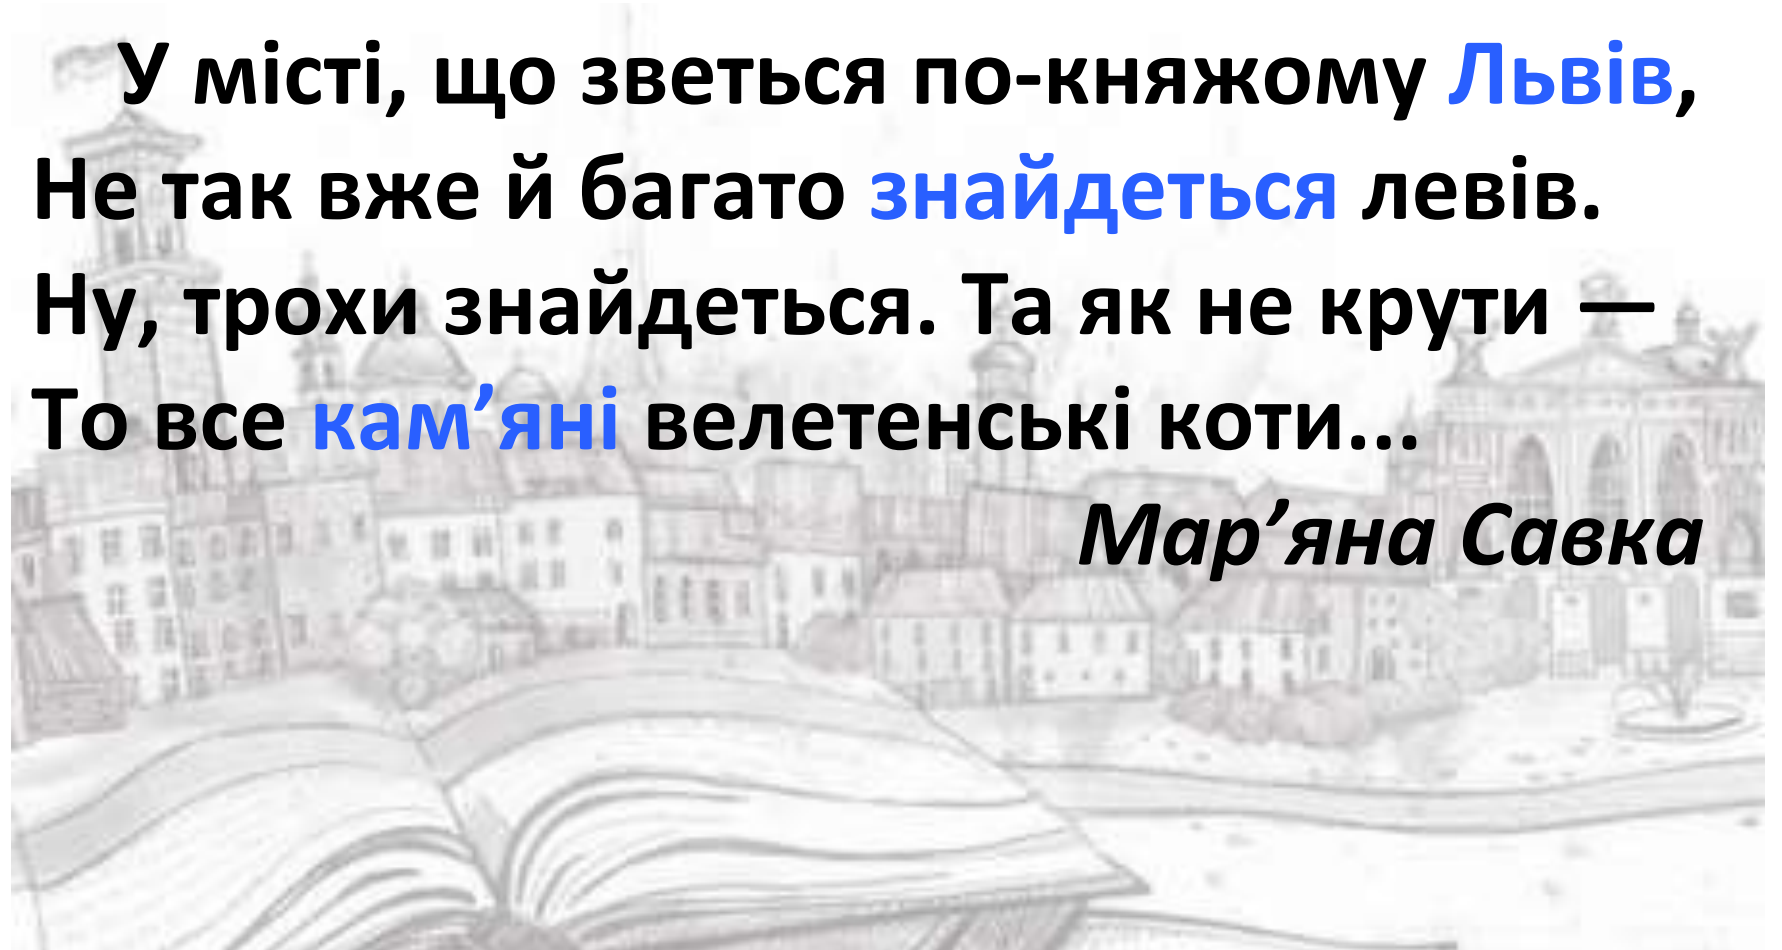 У місті, що зветься по-княжому Львів,
Не так вже й багато знайдеться левів.
Ну, трохи знайдеться. Та як не крути —
То все кам’яні велетенські коти...
Мар’яна Савка